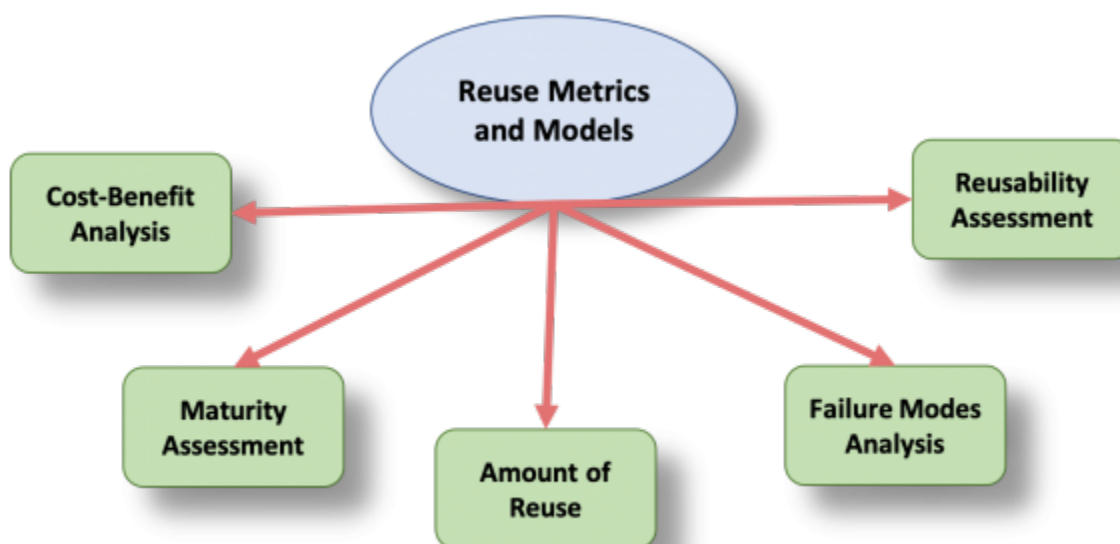 Reuse Metrics
and Models
Cost-Benefit
Analysis
Reusability
Assessment
Maturity
Assessment
Amount of
Reuse
Failure Modes
Analysis